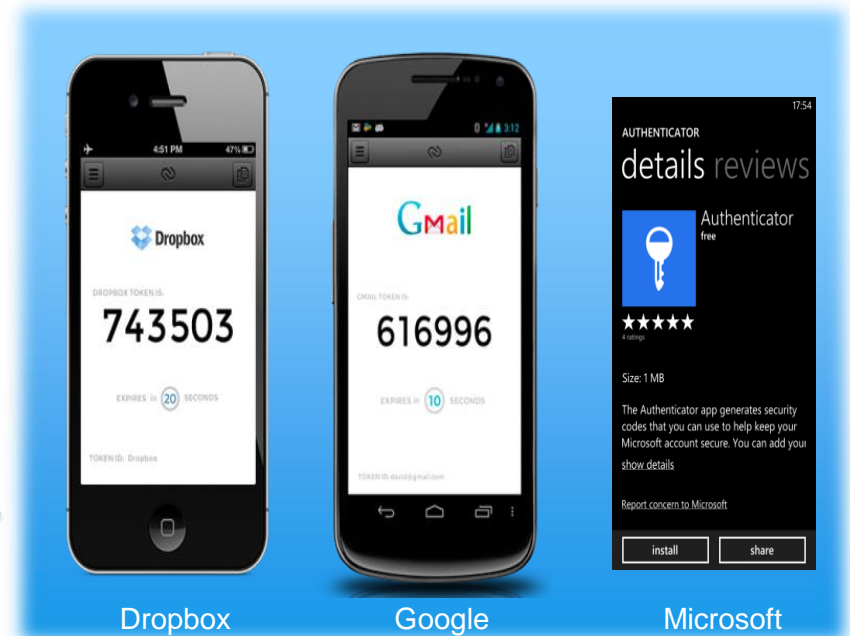 4:51 PM
47%
Dropbox
DROPBOX TOKEN IS:
743503
EXPIRES in 20 SECONDS
TOKEN ID: Dropbox
3:12
GMail
GMAIL TOKEN IS:
616996
EXPIRES in 10 SECONDS
TOKEN ID: david@gmail.com
17:54
AUTHENTICATOR
details reviews
Authenticator
free
4 ratings
Size: 1 MB
The Authenticator app generates security
codes that you can use to help keep your
Microsoft account secure. You can add your
show details
Report concern to Microsoft
install
share
Dropbox
Google
Microsoft